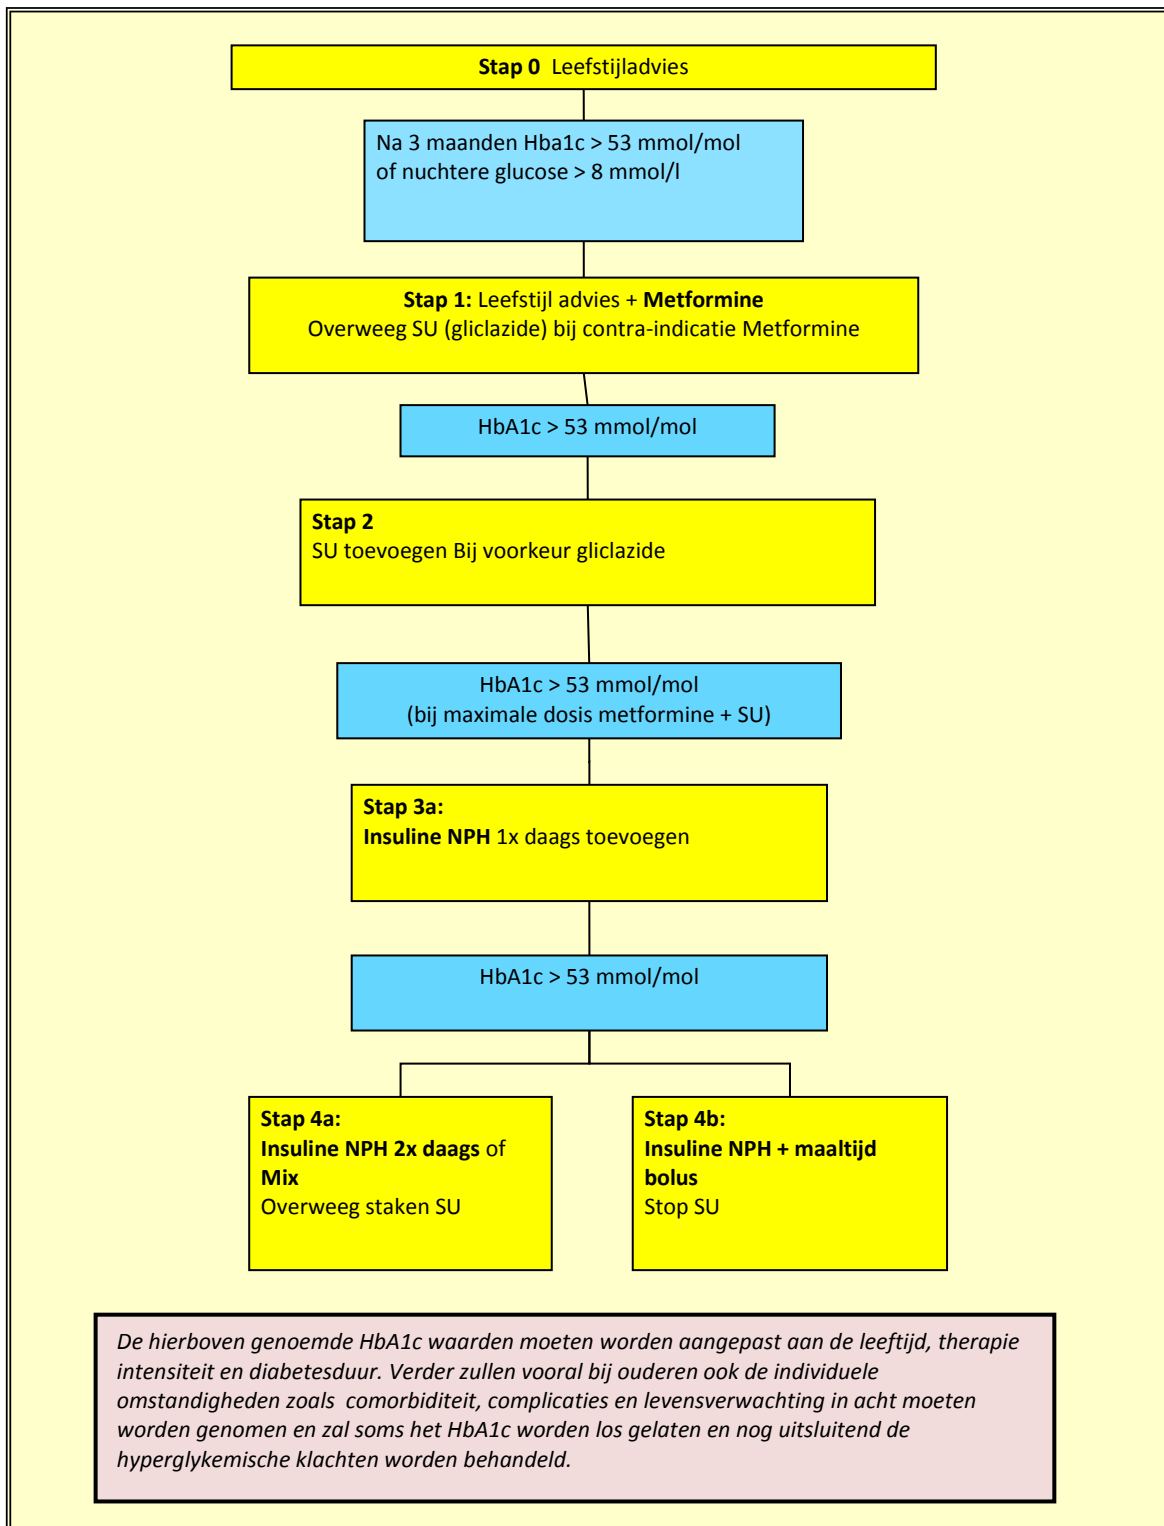 Stap 0 Leefstijladvies
Na 3 maanden Hba1c > 53 mmol/mol
of nuchtere glucose > 8 mmol/l
Stap 1: Leefstijl advies + Metformine
Overweeg SU (gliclazide) bij contra-indicatie Metformine
HbA1c > 53 mmol/mol
Stap 2
SU toevoegen Bij voorkeur gliclazide
HbA1c > 53 mmol/mol
(bij maximale dosis metformine + SU)
Stap 3a:
Insuline NPH 1x daags toevoegen
HbA1c > 53 mmol/mol
Stap 4a:
Insuline NPH 2x daags of
Mix
Overweeg staken SU
Stap 4b:
Insuline NPH + maaltijd
bolus
Stop SU
De hierboven genoemde HbA1c waarden moeten worden aangepast aan de leeftijd, therapie
intensiteit en diabetesduur. Verder zullen vooral bij ouderen ook de individuele
omstandigheden zoals comorbiditeit, complicaties en levensverwachting in acht moeten
worden genomen en zal soms het HbA1c worden los gelaten en nog uitsluitend de
hyperglykemische klachten worden behandeld.